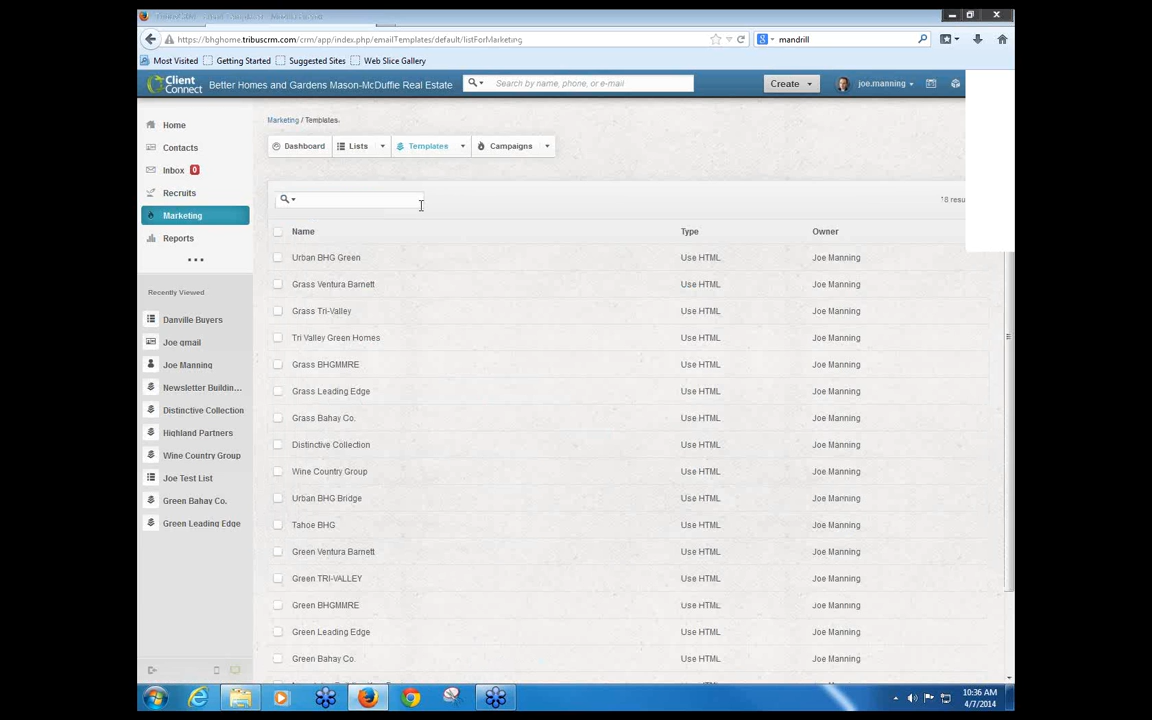 bhghome.tribuscrm.com/crm/app/index.php/emailTemplates/default/listForMarketing
mandrill
Most Visited Getting Started Suggested Sites Web Slice Gallery
Client Connect Better Homes and Gardens Mason-McDuffie Real Estate Search by name, phone, or e-mail Create joe.manning
Marketing / Templates
Home
Contacts
Inbox 0
Recruits
Marketing
Reports
Dashboard Lists Templates Campaigns
18 resu
Name Type Owner
Urban BHG Green Use HTML Joe Manning
Grass Ventura Barnett Use HTML Joe Manning
Grass Tri-Valley Use HTML Joe Manning
Tri Valley Green Homes Use HTML Joe Manning
Grass BHGMMRE Use HTML Joe Manning
Grass Leading Edge Use HTML Joe Manning
Grass Bahay Co. Use HTML Joe Manning
Distinctive Collection Use HTML Joe Manning
Wine Country Group Use HTML Joe Manning
Urban BHG Bridge Use HTML Joe Manning
Tahoe BHG Use HTML Joe Manning
Green Ventura Barnett Use HTML Joe Manning
Green TRI-VALLEY Use HTML Joe Manning
Green BHGMMRE Use HTML Joe Manning
Green Leading Edge Use HTML Joe Manning
Green Bahay Co. Use HTML Joe Manning
Recently Viewed
Danville Buyers
Joe gmail
Joe Manning
Newsletter Buildin...
Distinctive Collection
Highland Partners
Wine Country Group
Joe Test List
Green Bahay Co.
Green Leading Edge
10:36 AM
4/7/2014